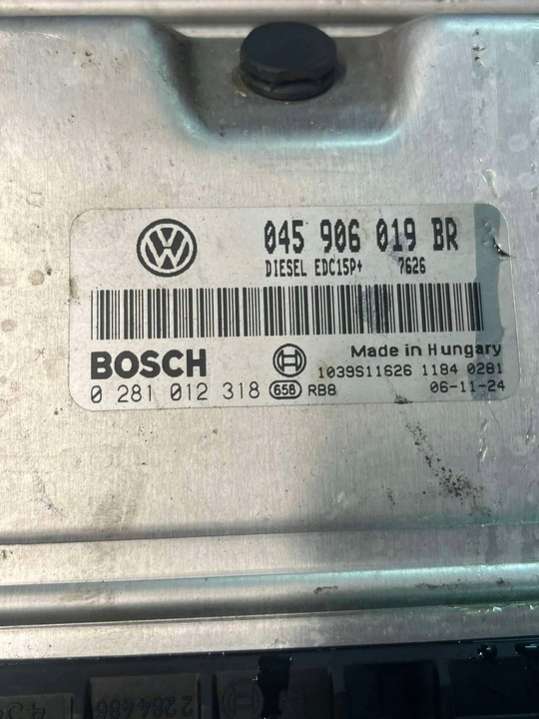 045 906 019 BR
DIESEL EDC15P+ 7626
BOSCH
Made in Hungary
1039S11626 1184 0281
0 281 012 318 658 RB8
06-11-24